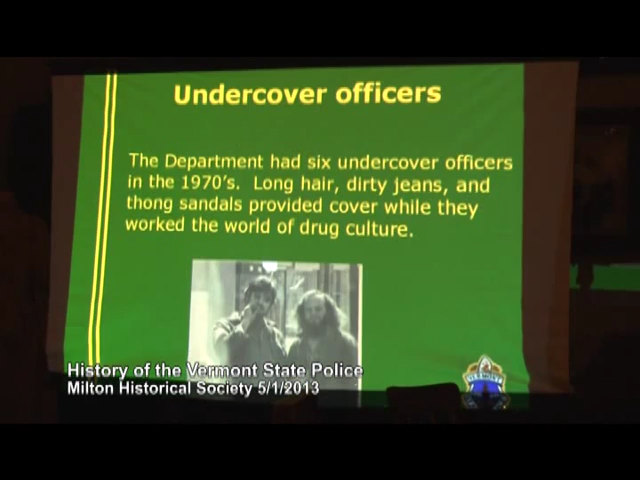 Undercover officers
The Department had six undercover officers
in the 1970's. Long hair, dirty jeans, and
thong sandals provided cover while they
worked the world of drug culture.
History of the Vermont State Police
Milton Historical Society 5/1/2013
VERMONT